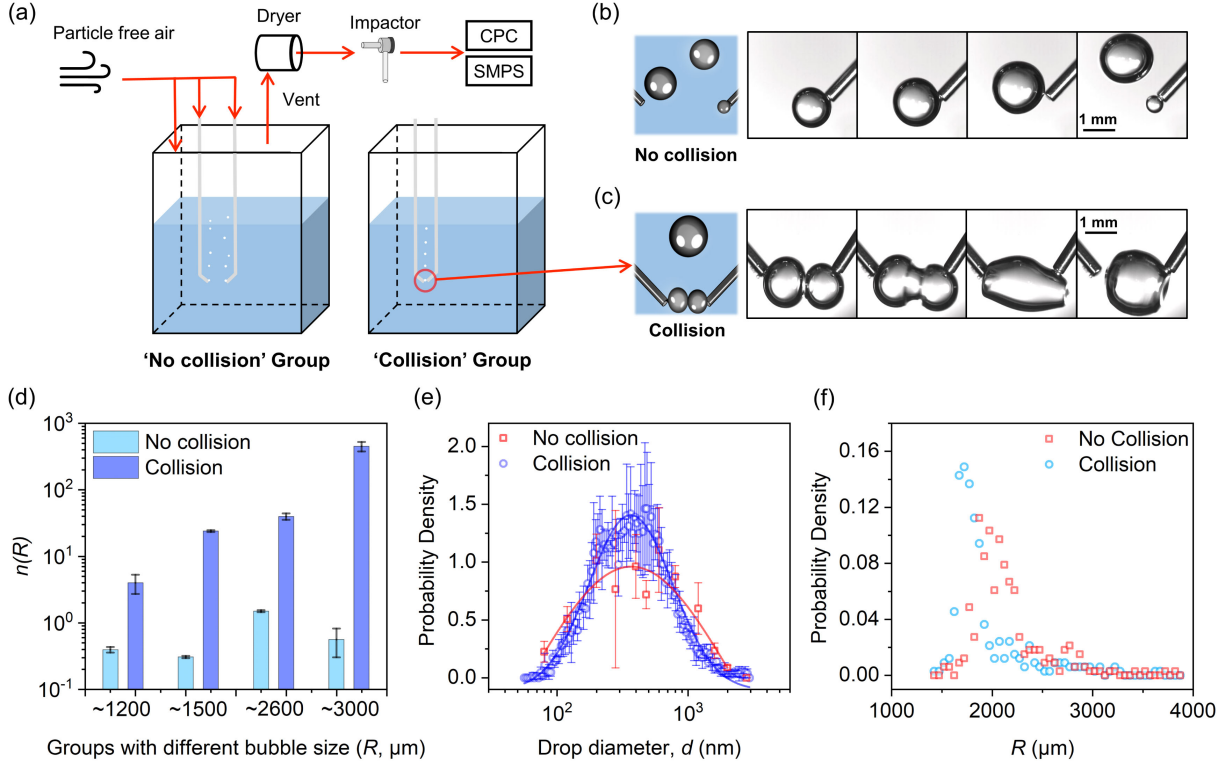 (a)
Particle free air
Dryer
Impactor
CPC
SMPS
Vent
'No collision' Group
'Collision' Group
(b)
No collision
1 mm
(c)
Collision
1 mm
(d)
10³
10²
10¹
10⁰
10⁻¹
n(R)
No collision
Collision
~1200
~1500
~2600
~3000
Groups with different bubble size (R, µm)
(e)
2.0
1.5
1.0
0.5
0.0
Probability Density
No collision
Collision
10²
10³
Drop diameter, d (nm)
(f)
0.16
0.12
0.08
0.04
0.00
Probability Density
No Collision
Collision
1000
2000
3000
4000
R (µm)